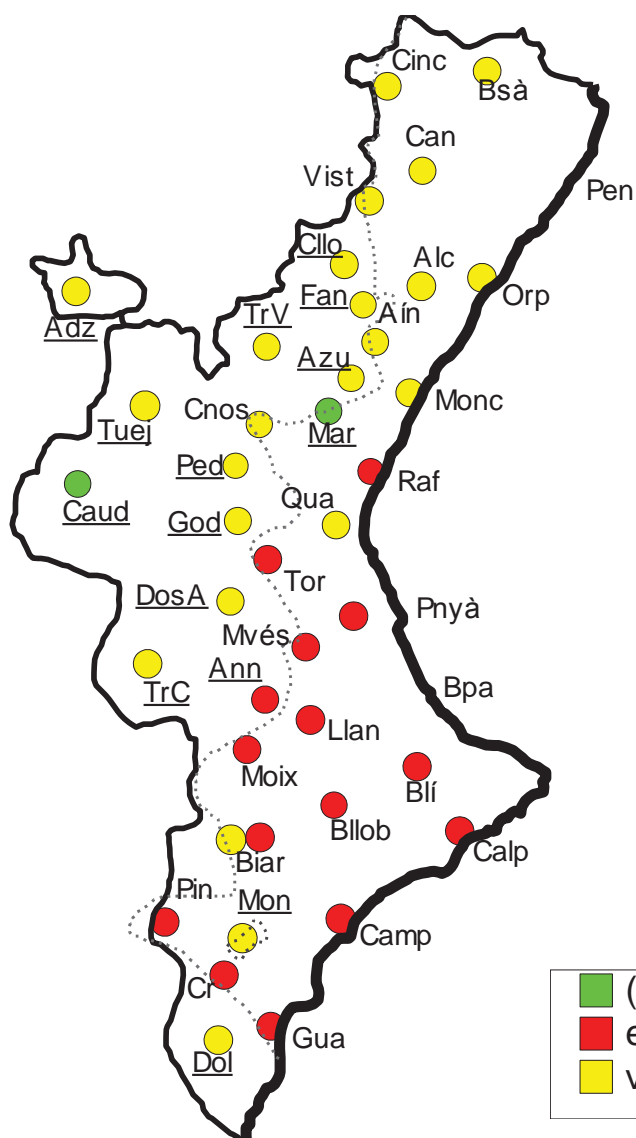 Cinc
Bsà
Can
Vist
Pen
Cllo
Alc
Fan
Orp
Adz
TrV
Aín
Azu
Monc
Cnos
Mar
Tuej
Ped
Raf
Caud
God
Qua
Tor
DosA
Pnyà
Mvés
Ann
TrC
Bpa
Llan
Moix
Blí
Bllob
Calp
Biar
Pin
Mon
Camp
Cr
Gua
Dol
(
e
v